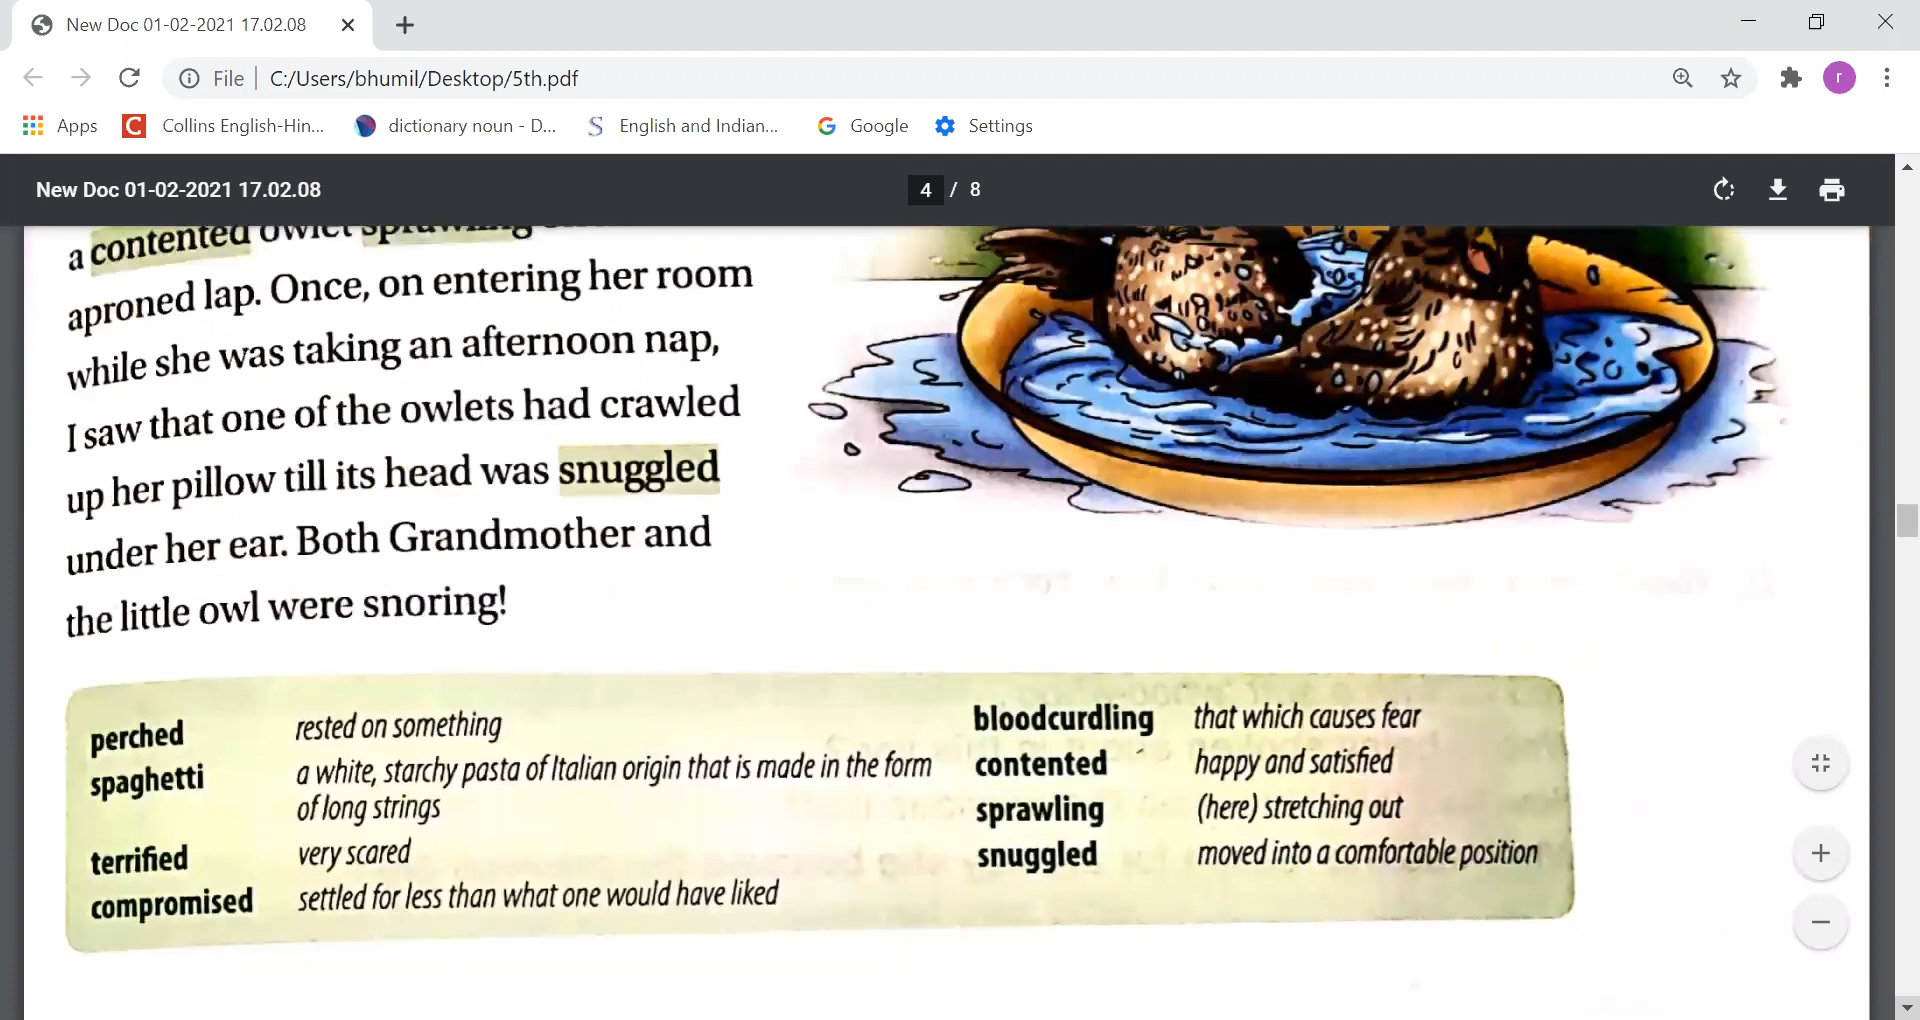 New Doc 01-02-2021 17.02.08
File C:/Users/bhumil/Desktop/5th.pdf
r
Apps Collins English-Hin... dictionary noun - D... English and Indian... Google Settings
New Doc 01-02-2021 17.02.08 4 / 8
a contented owlet sprawling
aproned lap. Once, on entering her room
while she was taking an afternoon nap,
I saw that one of the owlets had crawled
up her pillow till its head was snuggled
under her ear. Both Grandmother and
the little owl were snoring!
perched rested on something
spaghetti a white, starchy pasta of Italian origin that is made in the form
of long strings
terrified very scared
compromised settled for less than what one would have liked
bloodcurdling that which causes fear
contented happy and satisfied
sprawling (here) stretching out
snuggled moved into a comfortable position